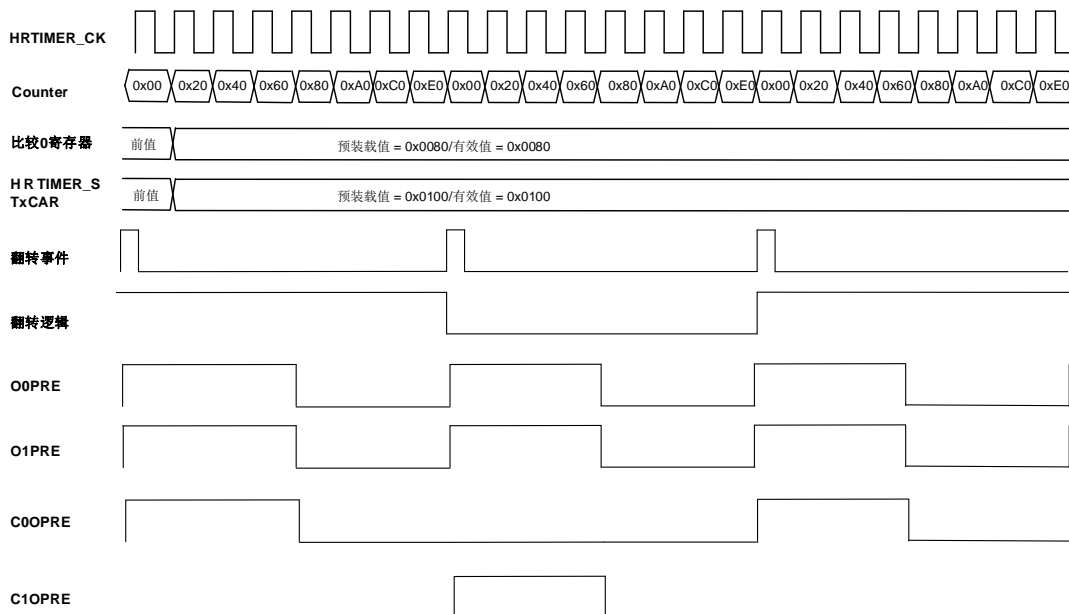 HRTIMER_CK
Counter
0x00 0x20 0x40 0x60 0x80 0xA0 0xC0 0xE0 0x00 0x20 0x40 0x60 0x80 0xA0 0xC0 0xE0 0x00 0x20 0x40 0x60 0x80 0xA0 0xC0 0xE0
比较0寄存器
前值 预装载值 = 0x0080/有效值 = 0x0080
HRTIMER_S
TxCAR
前值 预装载值 = 0x0100/有效值 = 0x0100
翻转事件
翻转逻辑
O0PRE
O1PRE
C0OPRE
C1OPRE